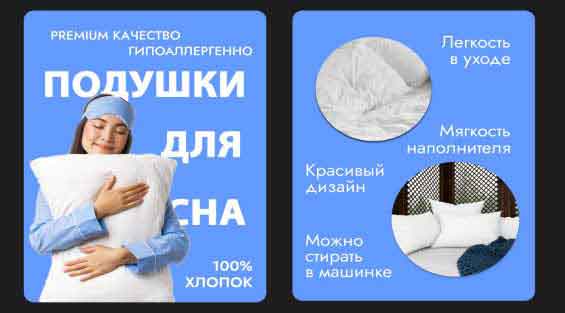 PREMIUM КАЧЕСТВО
ГИПОАЛЛЕРГЕННО
ПОДУШКИ
ДЛЯ
СНА
100%
ХЛОПОК
Легкость
в уходе
Мягкость
наполнителя
Красивый
дизайн
Можно
стирать
в машинке